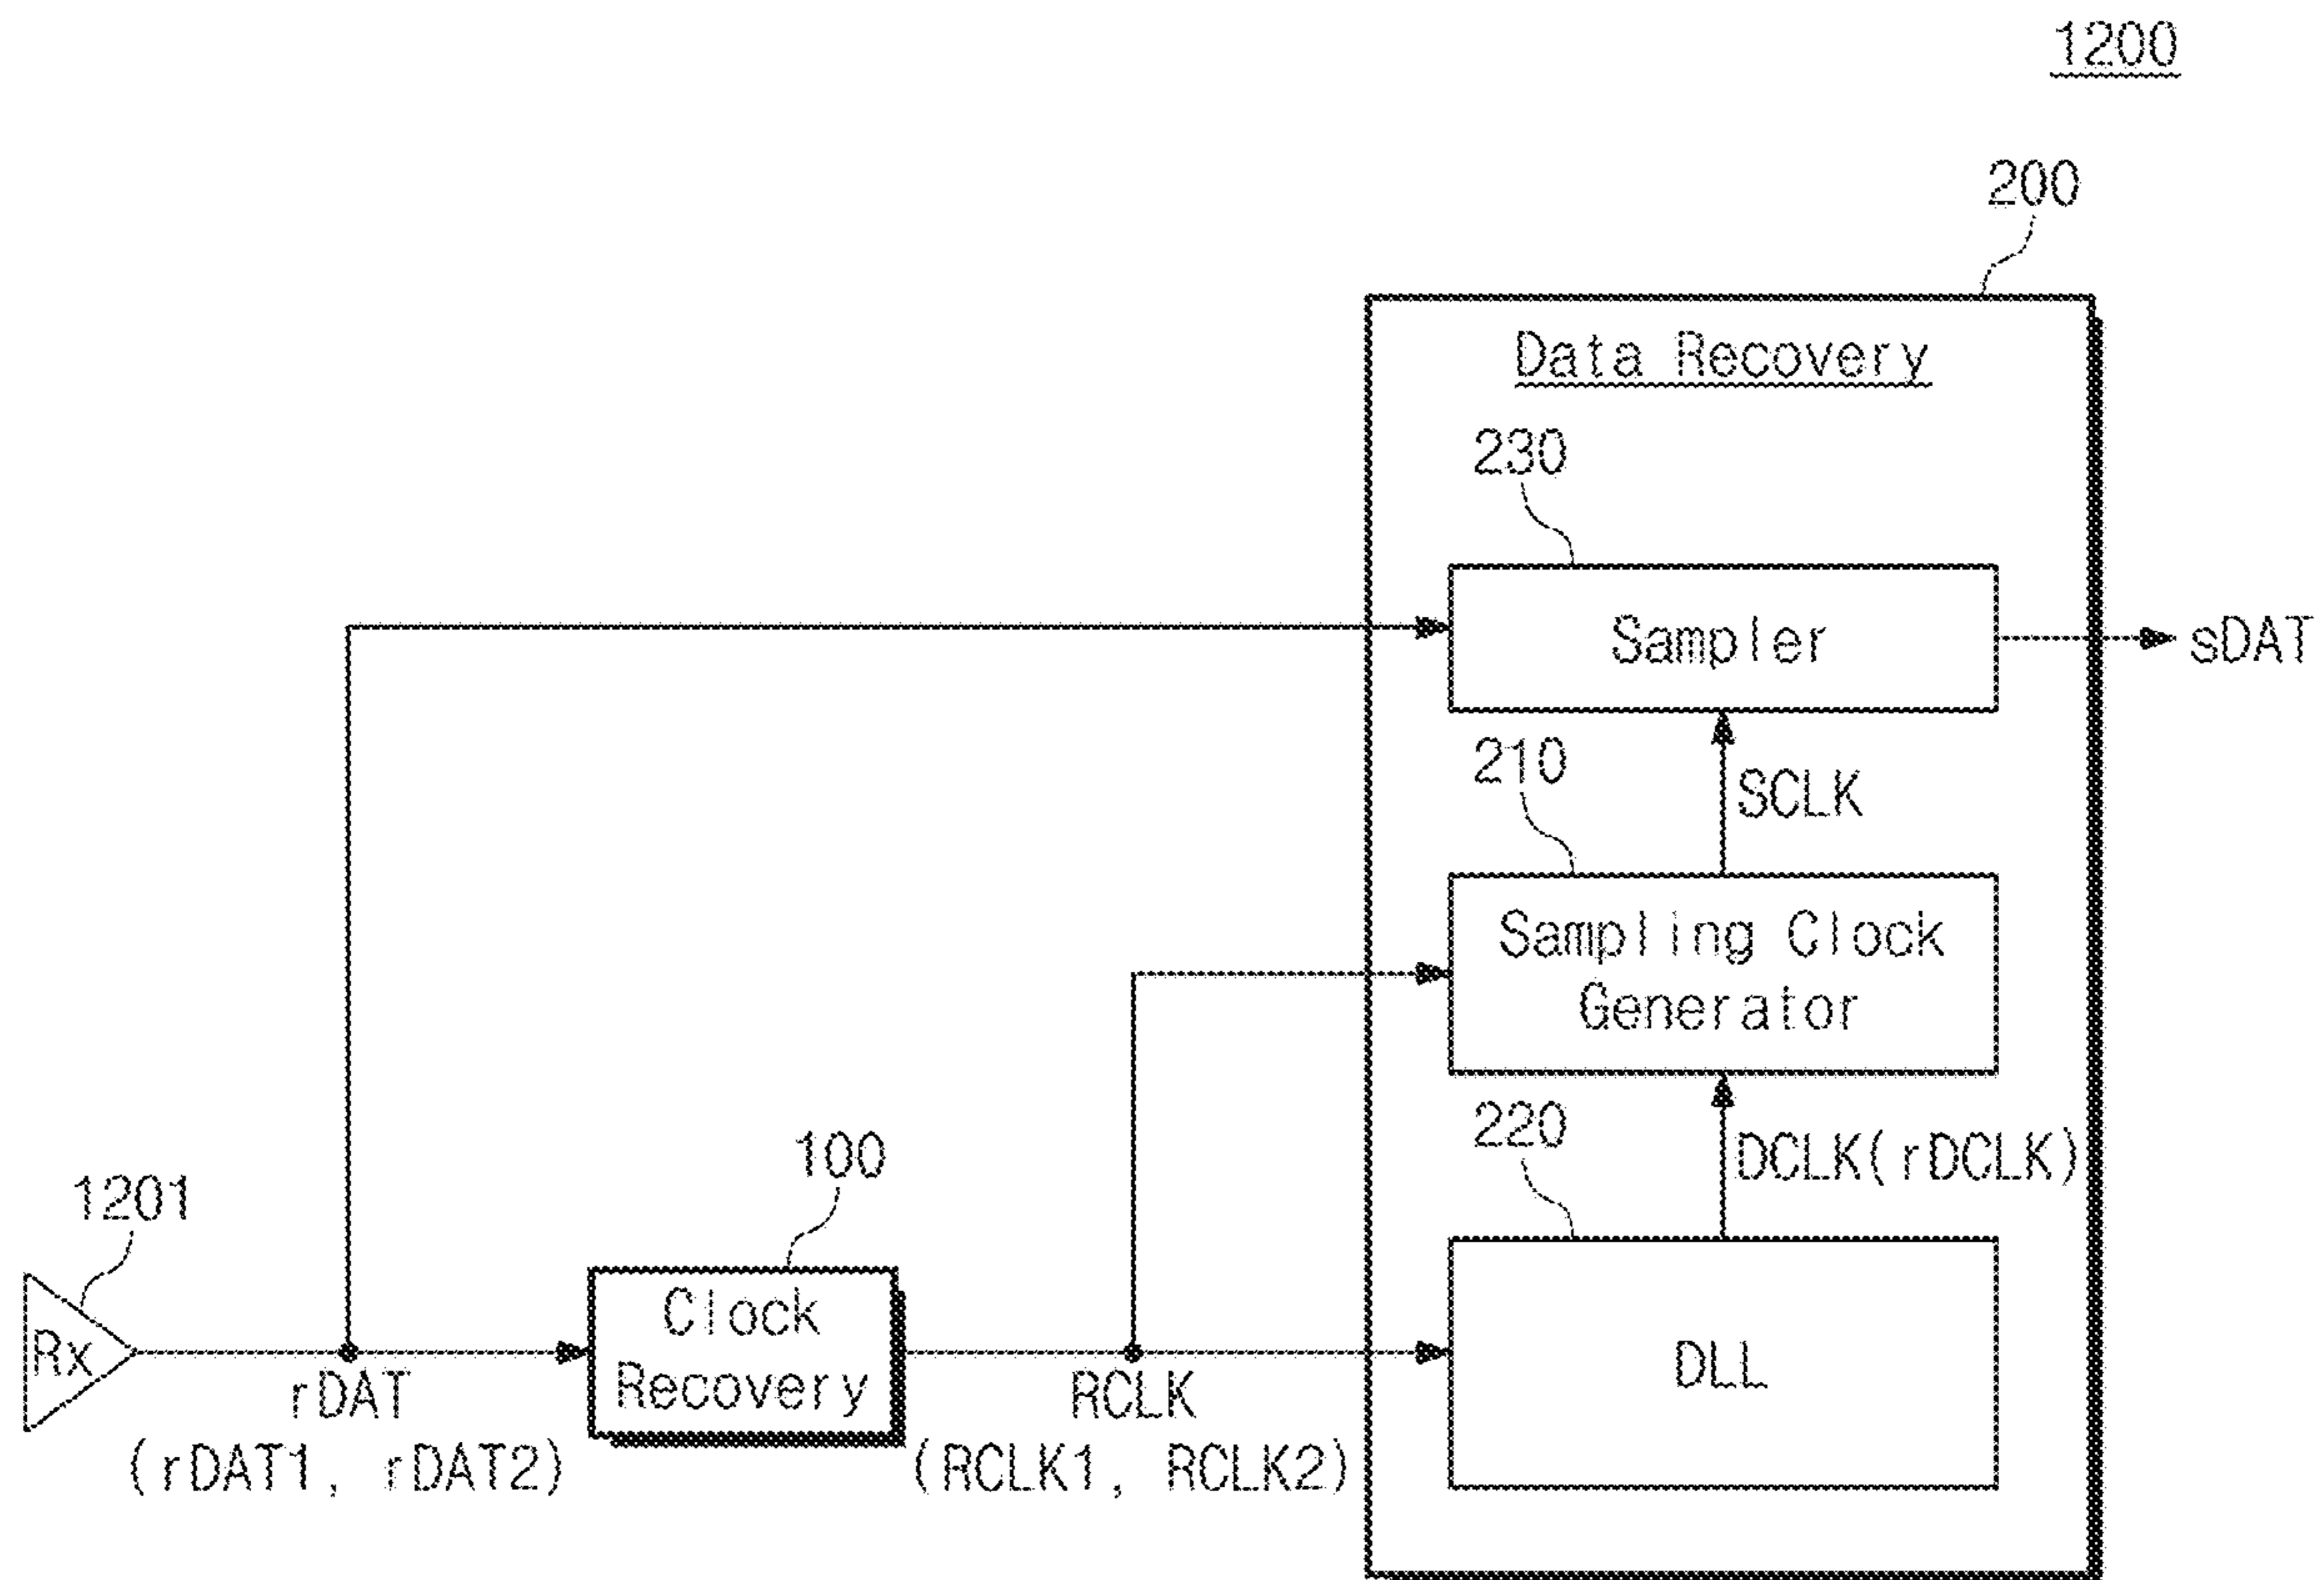 1200
200
Data Recovery
230
Sampler
sDAT
210
SCLK
Sampling Clock
Generator
220
DCLK(rDCLK)
100
1201
Clock
Recovery
Rx
DLL
rDAT
RCLK
(rDAT1, rDAT2)
(RCLK1, RCLK2)